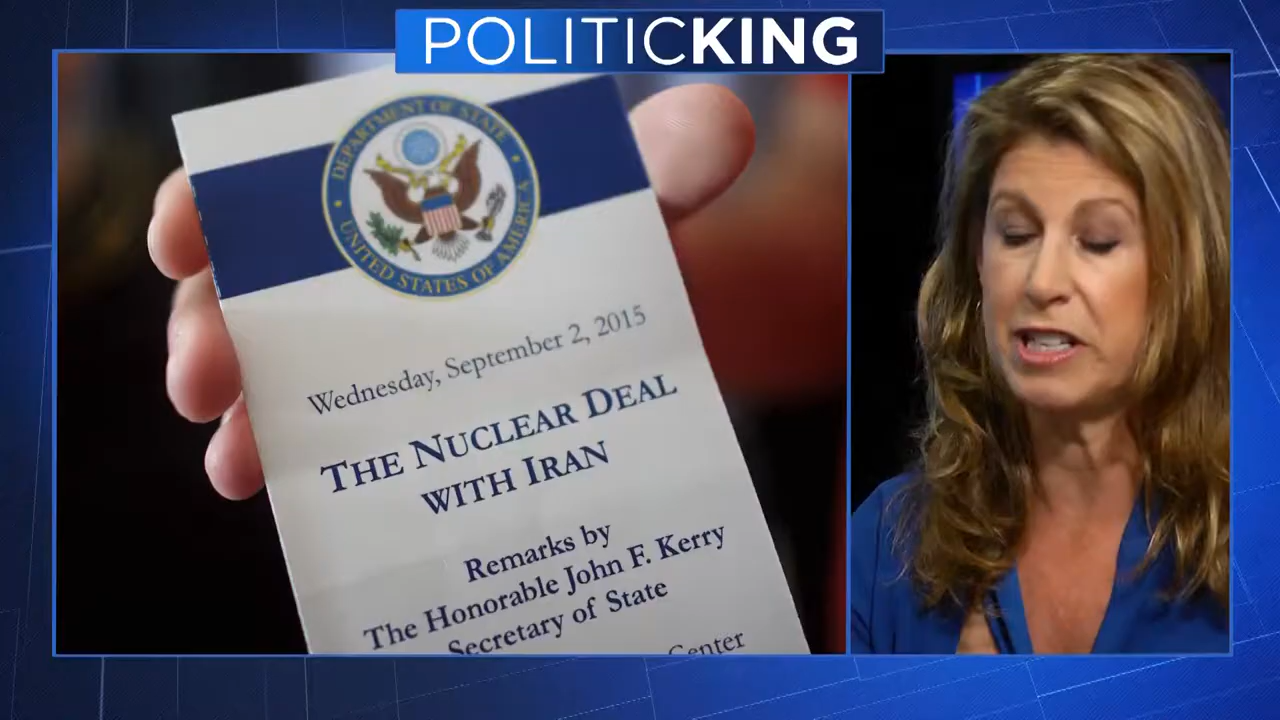 POLITICKING
DEPARTMENT OF STATE
UNITED STATES OF AMERICA
Wednesday, September 2, 2015
THE NUCLEAR DEAL
WITH IRAN
Remarks by
The Honorable John F. Kerry
Secretary of State
Center